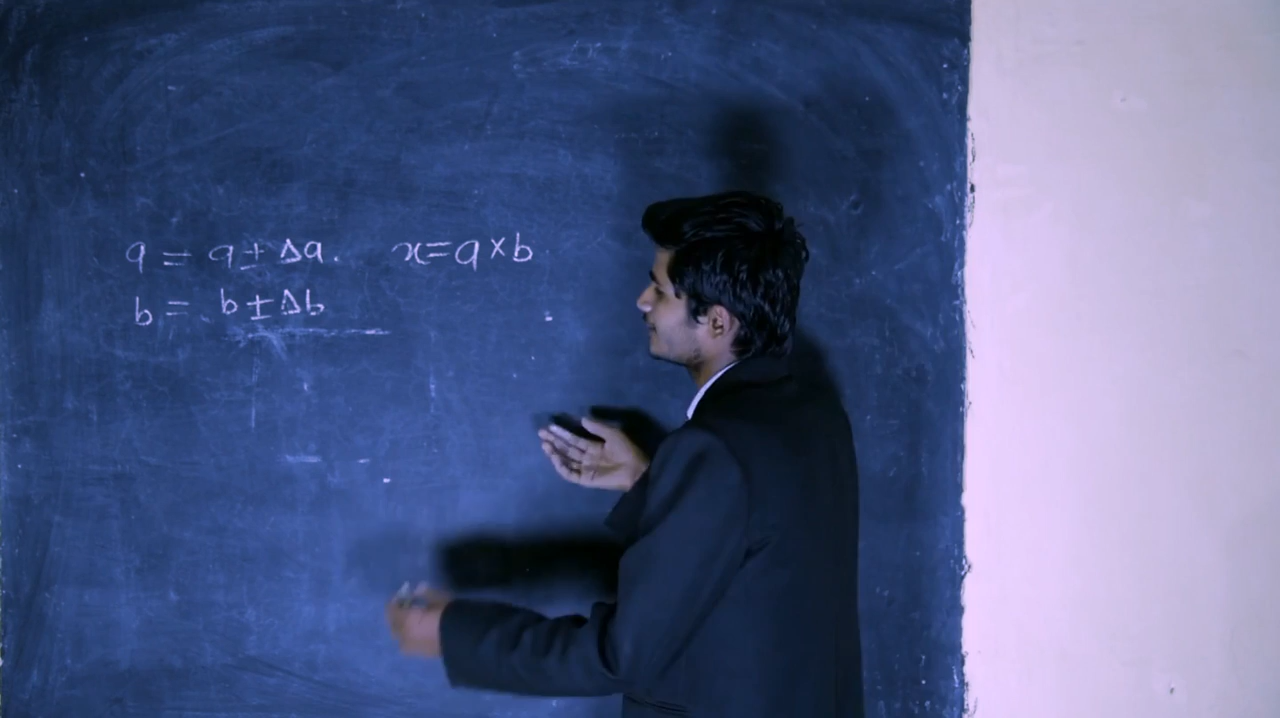 a = a ± Δa. x = a × b
b = b ± Δb